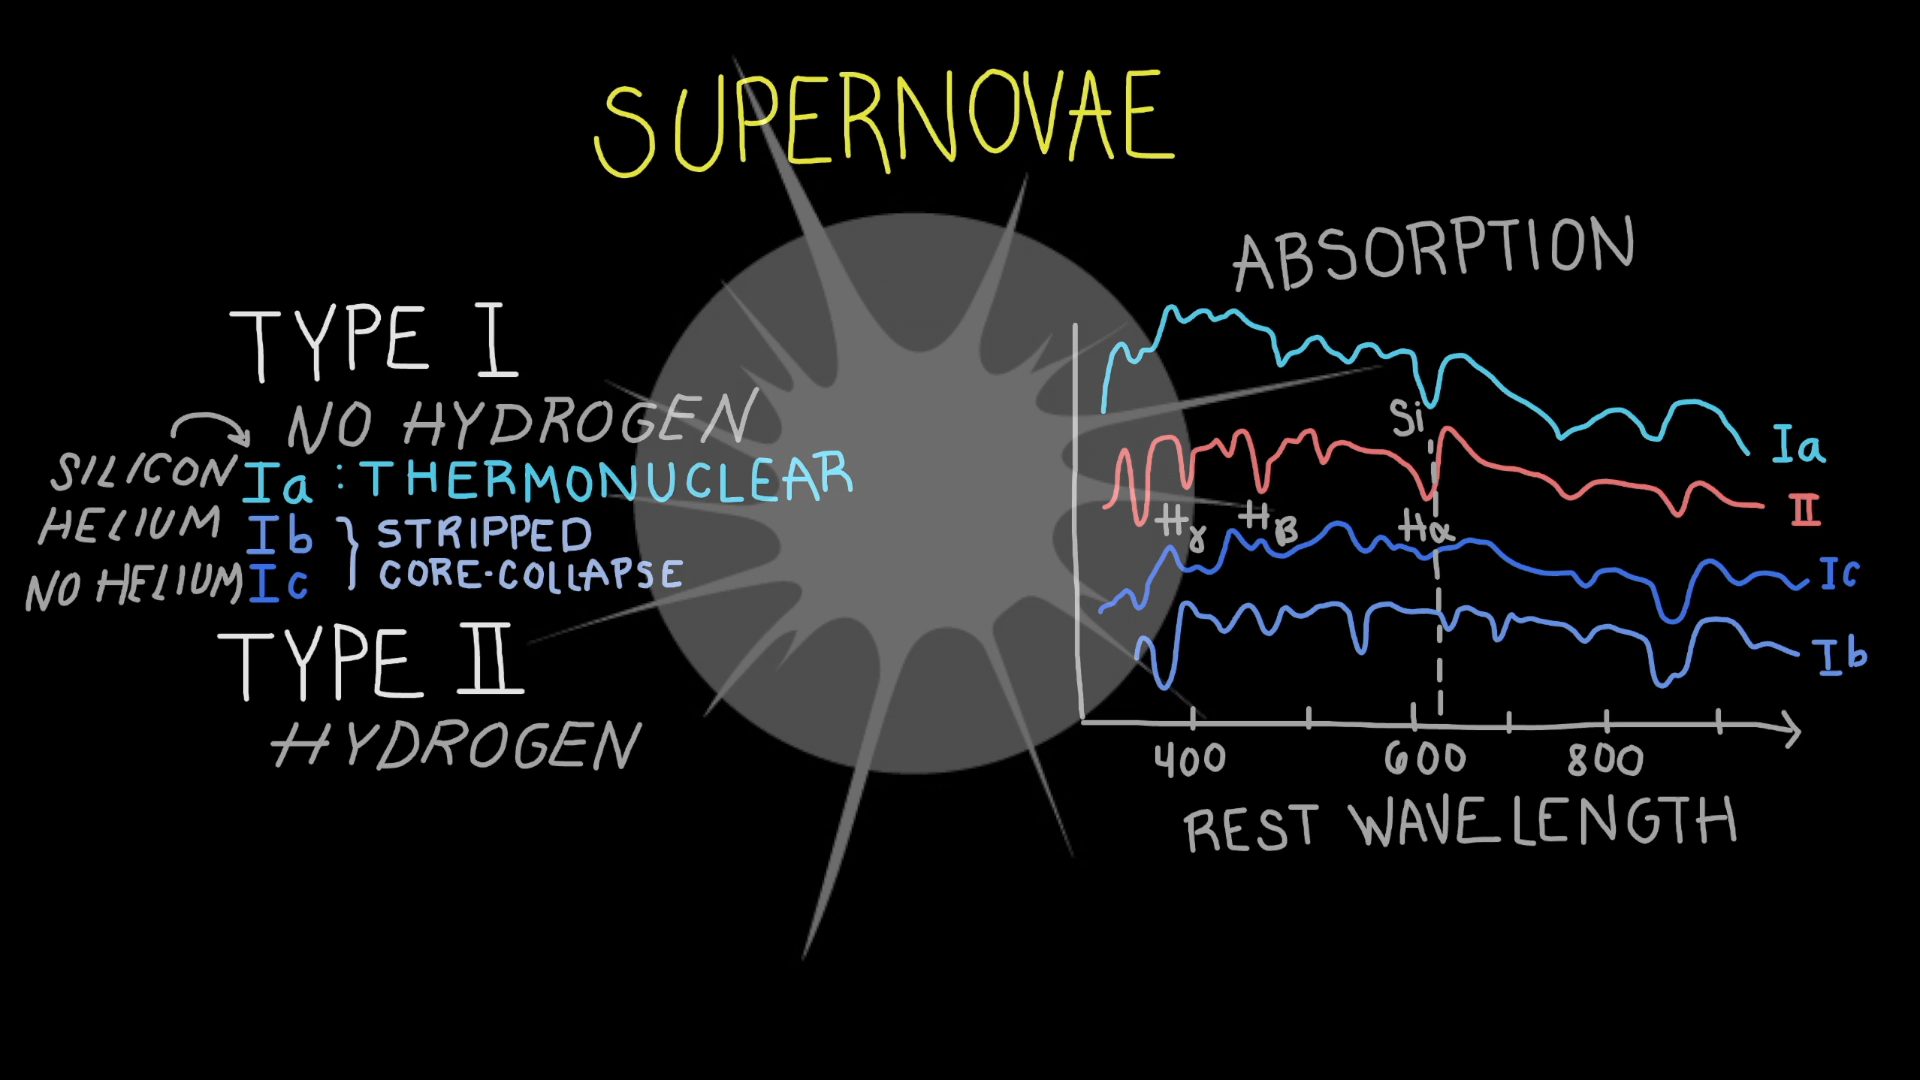 SUPERNOVAE
TYPE I
NO HYDROGEN
SILICON Ia : THERMONUCLEAR
HELIUM Ib } STRIPPED
NO HELIUM Ic CORE-COLLAPSE
TYPE II
HYDROGEN
ABSORPTION
Si
Ia
II
Hγ Hβ Hα
Ic
Ib
400 600 800
REST WAVELENGTH